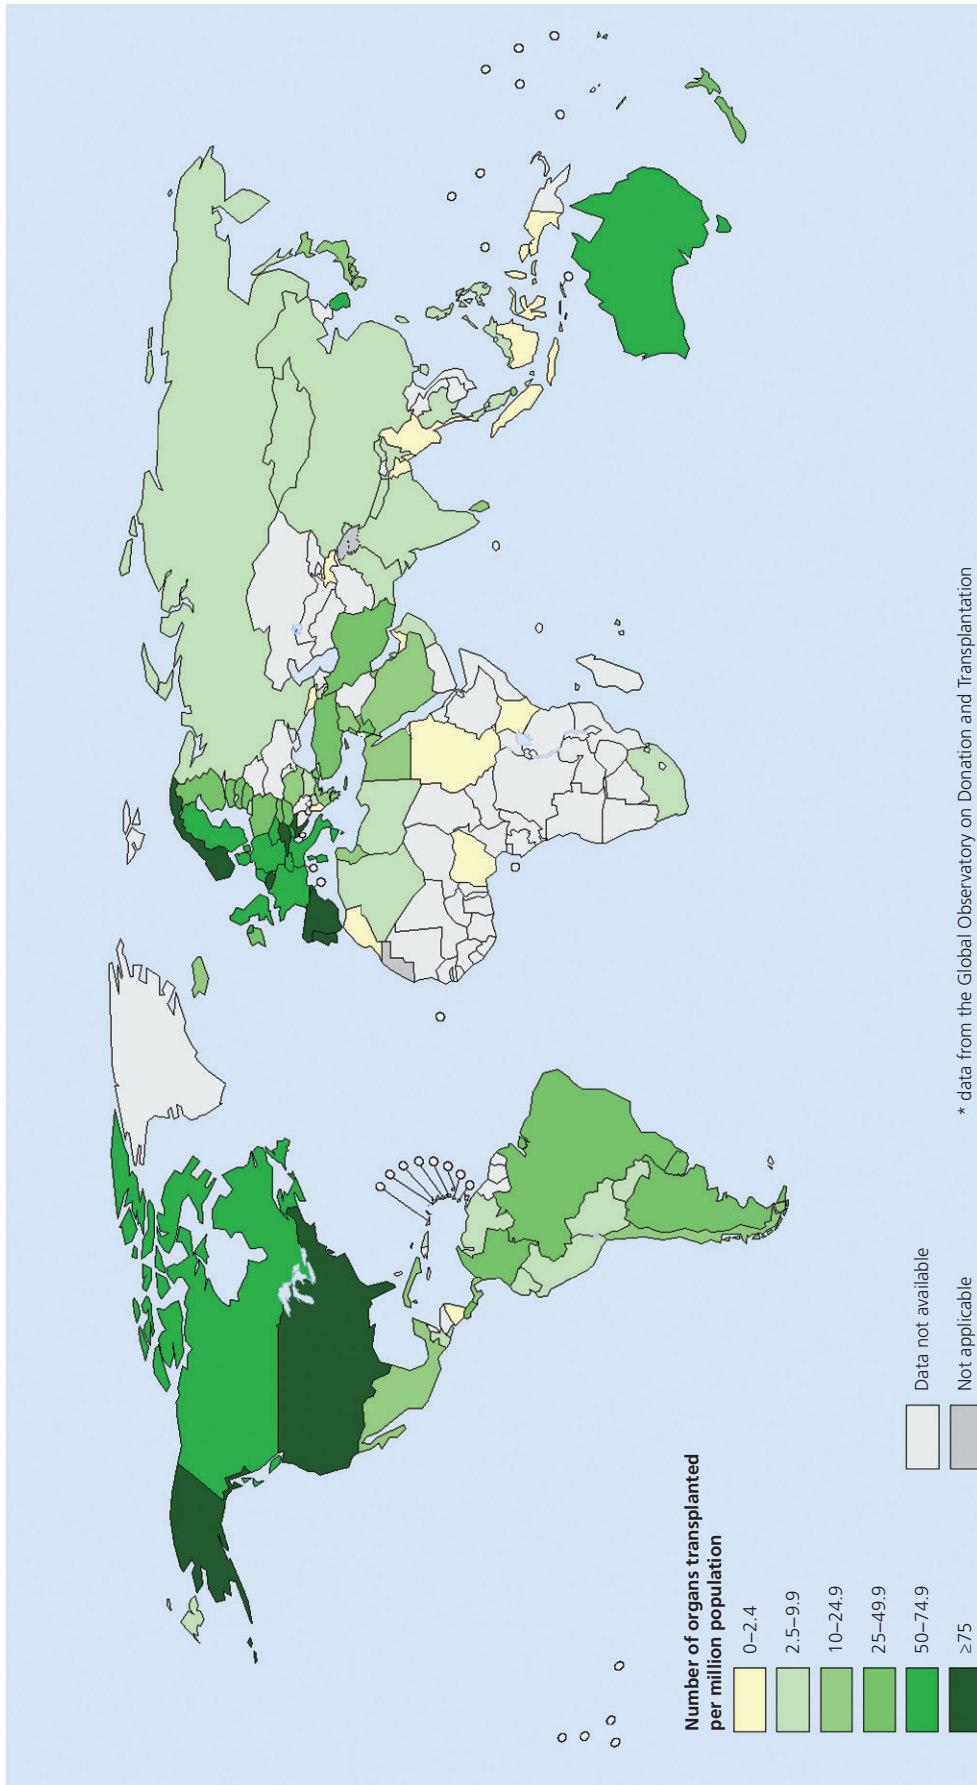 Number of organs transplanted
per million population
0–2.4
2.5–9.9
10–24.9
25–49.9
50–74.9
≥75
Data not available
Not applicable
* data from the Global Observatory on Donation and Transplantation